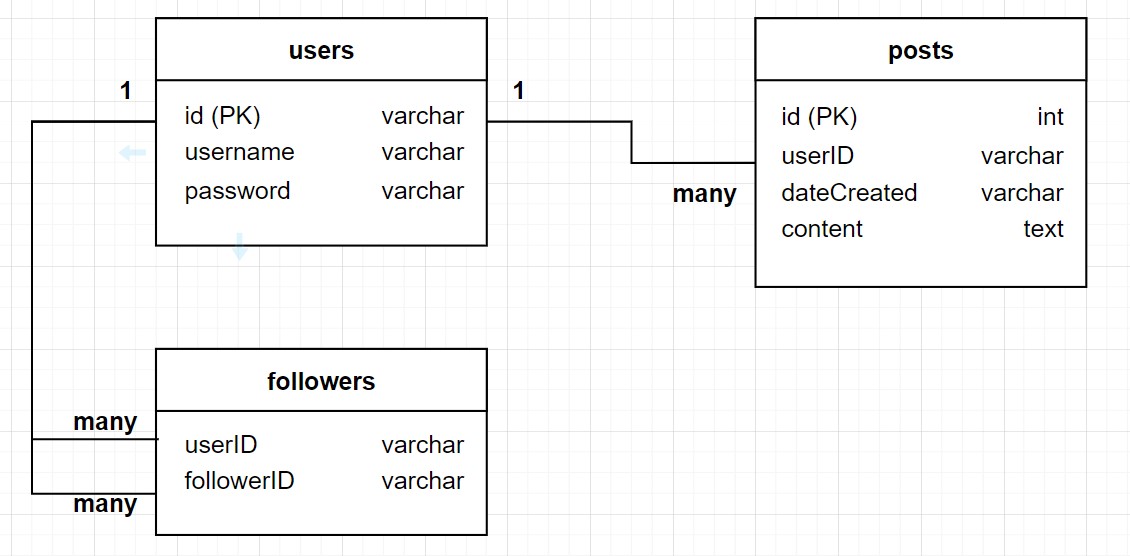 users
1
id (PK) varchar
username varchar
password varchar
1
many
posts
id (PK) int
userID varchar
dateCreated varchar
content text
followers
many
userID varchar
followerID varchar
many